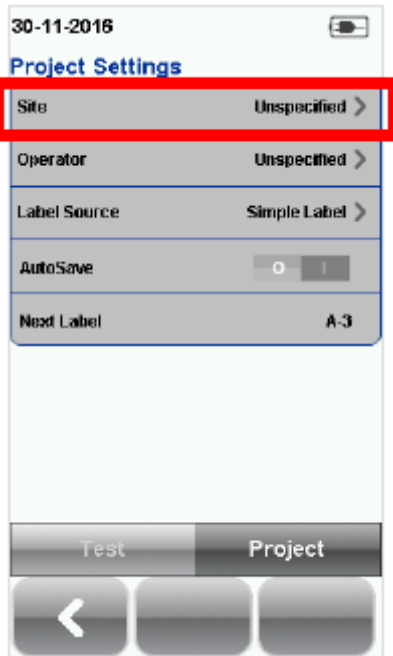 30-11-2016
Project Settings
Site Unspecified
Operator Unspecified
Label Source Simple Label
AutoSave O I
Next Label A-3
Test Project